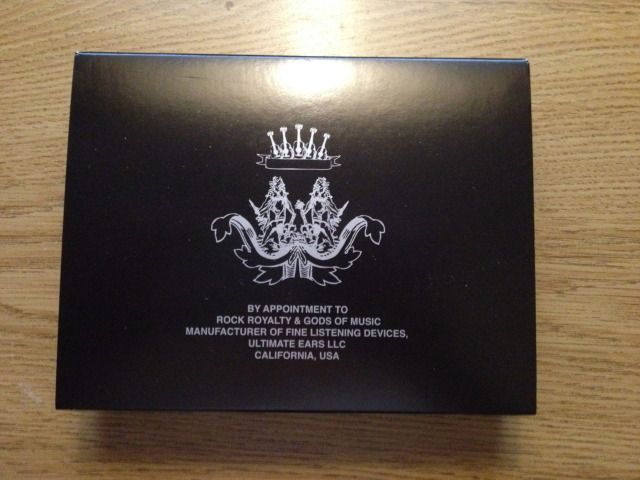 BY APPOINTMENT TO
ROCK ROYALTY & GODS OF MUSIC
MANUFACTURER OF FINE LISTENING DEVICES,
ULTIMATE EARS LLC
CALIFORNIA, USA